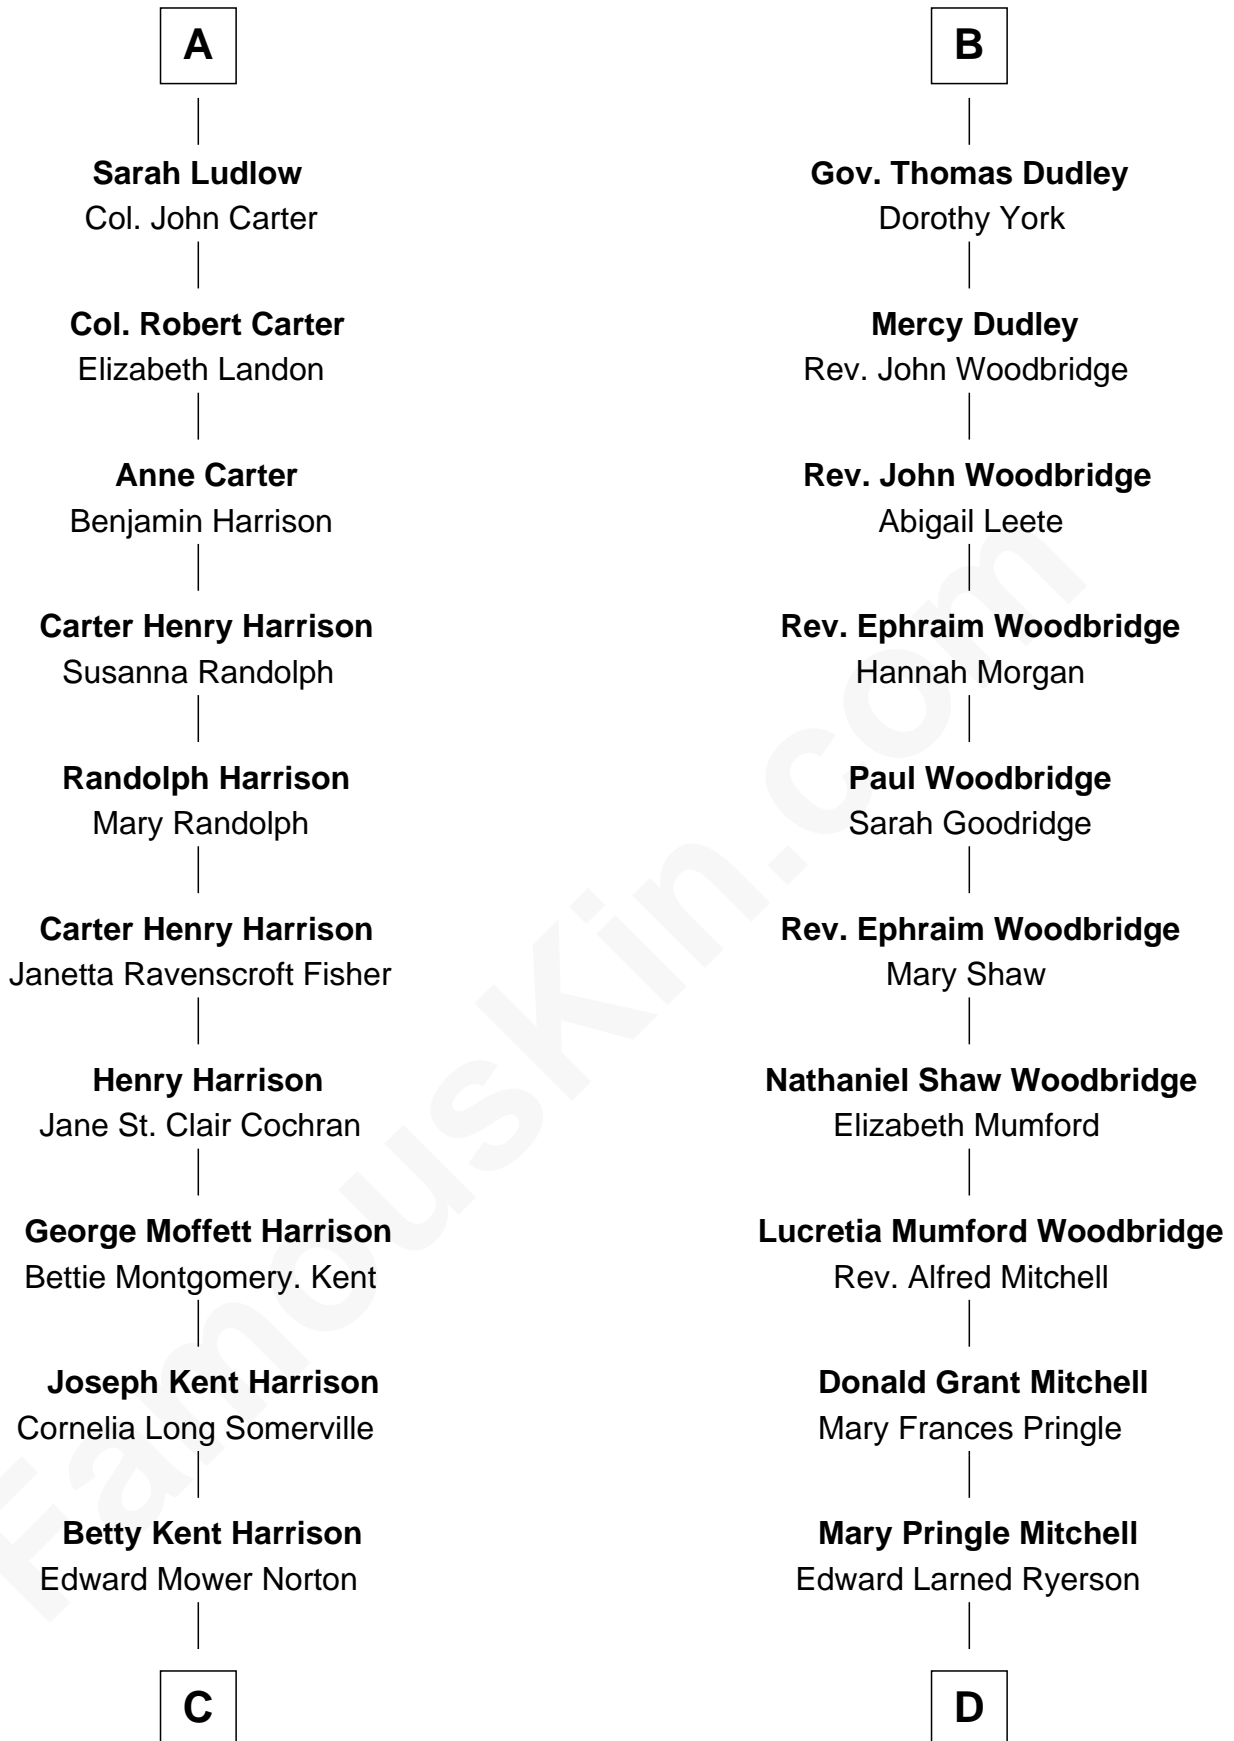 A
Sarah Ludlow
Col. John Carter
Col. Robert Carter
Elizabeth Landon
Anne Carter
Benjamin Harrison
Carter Henry Harrison
Susanna Randolph
Randolph Harrison
Mary Randolph
Carter Henry Harrison
Janetta Ravenscroft Fisher
Henry Harrison
Jane St. Clair Cochran
George Moffett Harrison
Bettie Montgomery. Kent
Joseph Kent Harrison
Cornelia Long Somerville
Betty Kent Harrison
Edward Mower Norton
C
B
Gov. Thomas Dudley
Dorothy York
Mercy Dudley
Rev. John Woodbridge
Rev. John Woodbridge
Abigail Leete
Rev. Ephraim Woodbridge
Hannah Morgan
Paul Woodbridge
Sarah Goodridge
Rev. Ephraim Woodbridge
Mary Shaw
Nathaniel Shaw Woodbridge
Elizabeth Mumford
Lucretia Mumford Woodbridge
Rev. Alfred Mitchell
Donald Grant Mitchell
Mary Frances Pringle
Mary Pringle Mitchell
Edward Larned Ryerson
D
FamousKin.com